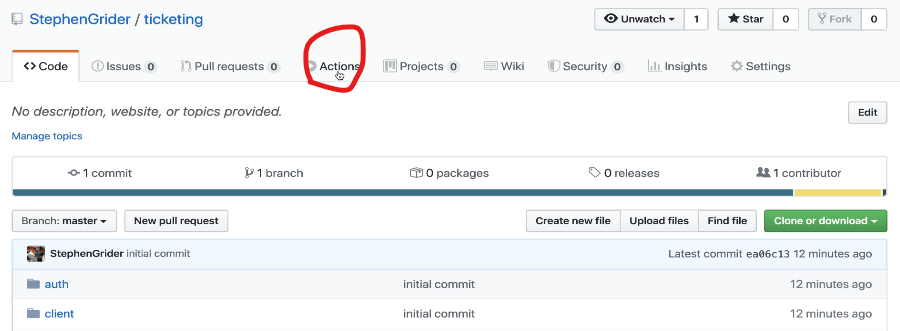 StephenGrider / ticketing Unwatch 1 Star 0 Fork 0
Code Issues 0 Pull requests 0 Actions Projects 0 Wiki Security 0 Insights Settings
No description, website, or topics provided. Edit
Manage topics
1 commit 1 branch 0 packages 0 releases 1 contributor
Branch: master New pull request Create new file Upload files Find file Clone or download
StephenGrider initial commit Latest commit ea06c13 12 minutes ago
auth initial commit 12 minutes ago
client initial commit 12 minutes ago